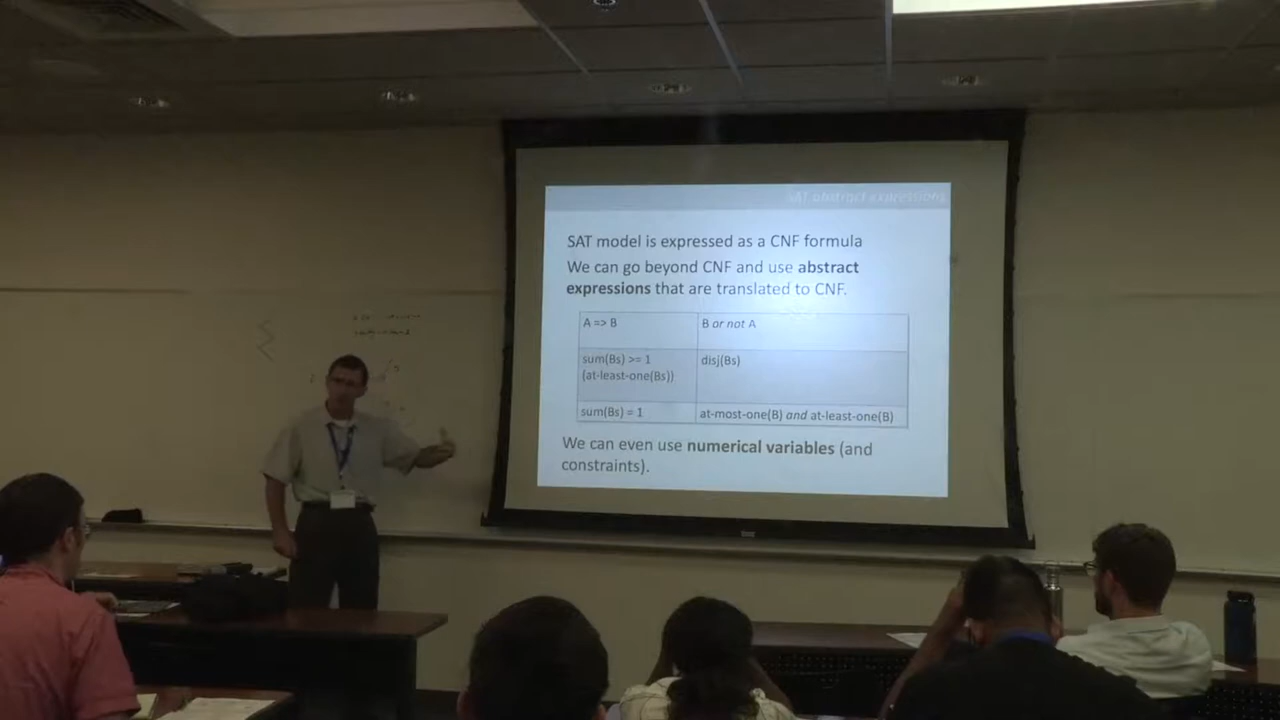 SAT abstract expressions
SAT model is expressed as a CNF formula
We can go beyond CNF and use abstract
expressions that are translated to CNF.
A => B
B or not A
sum(Bs) >= 1
(at-least-one(Bs))
disj(Bs)
sum(Bs) = 1
at-most-one(B) and at-least-one(B)
We can even use numerical variables (and
constraints).